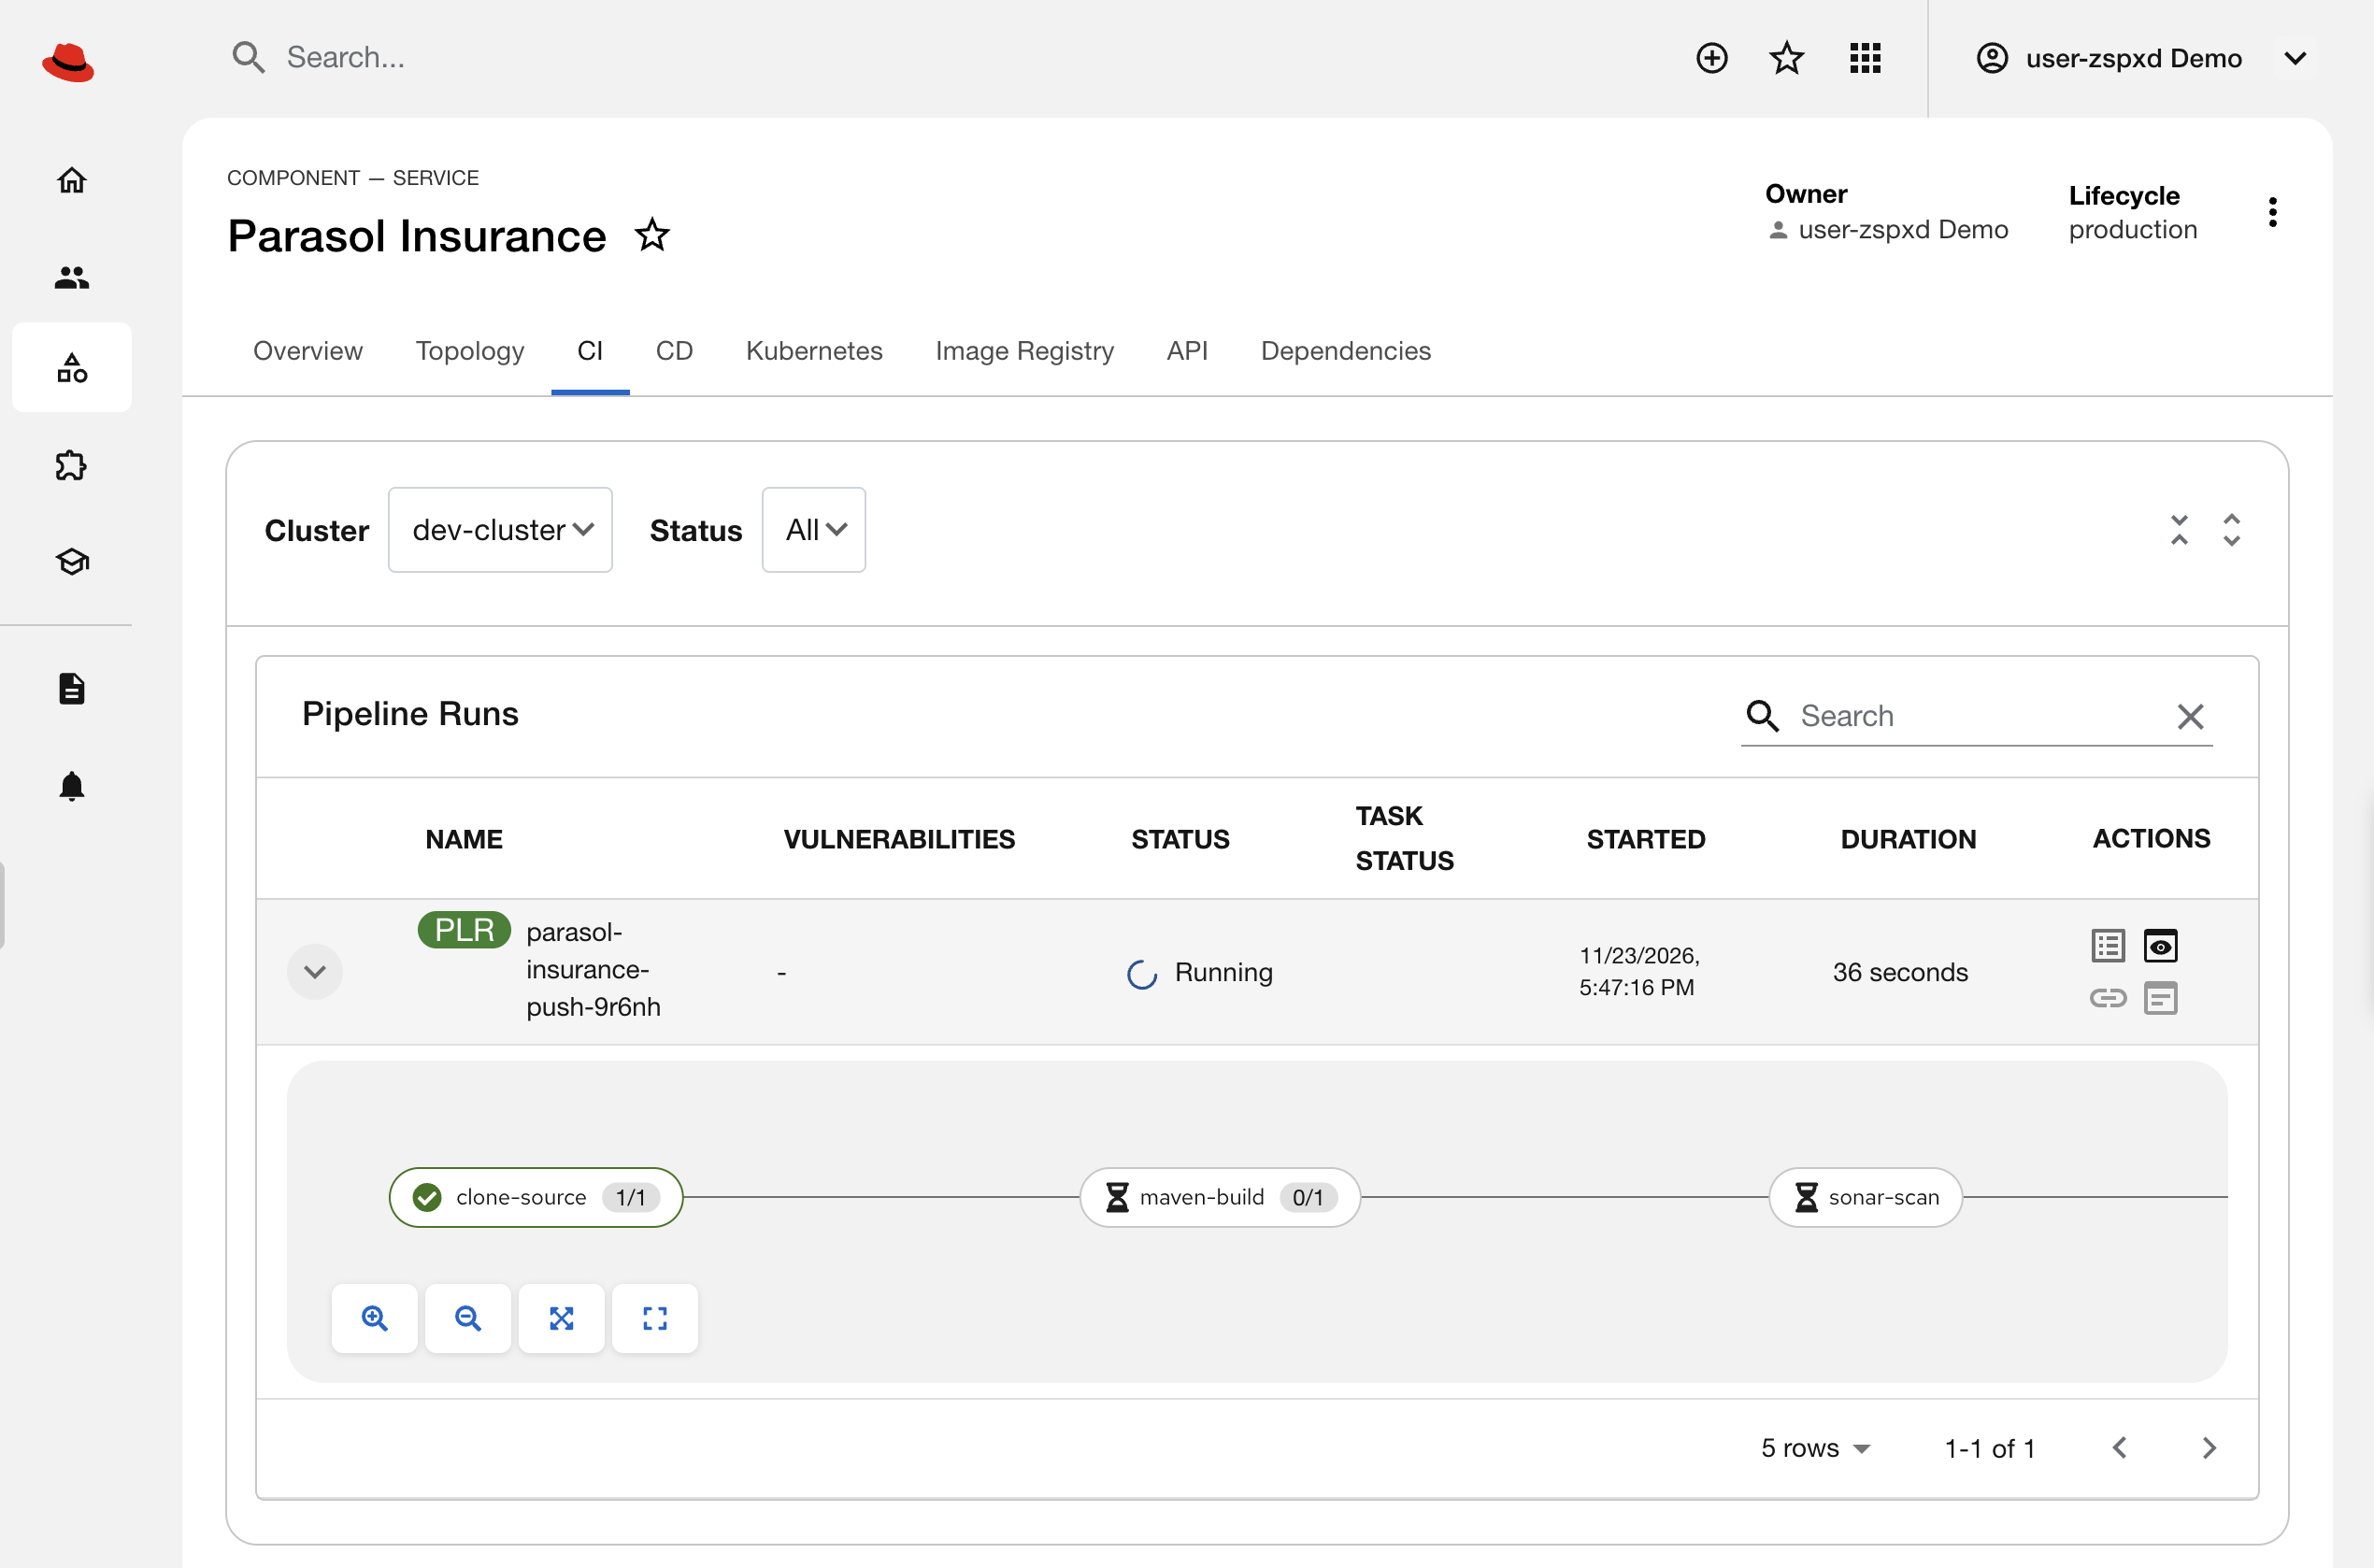 Search...
user-zspxd Demo
COMPONENT — SERVICE
Parasol Insurance
Owner
user-zspxd Demo
Lifecycle
production
Overview
Topology
CI
CD
Kubernetes
Image Registry
API
Dependencies
Cluster
dev-cluster
Status
All
Pipeline Runs
Search
NAME
VULNERABILITIES
STATUS
TASK
STATUS
STARTED
DURATION
ACTIONS
PLR
parasol-
insurance-
push-9r6nh
-
Running
11/23/2026,
5:47:16 PM
36 seconds
clone-source 1/1
maven-build 0/1
sonar-scan
5 rows
1-1 of 1